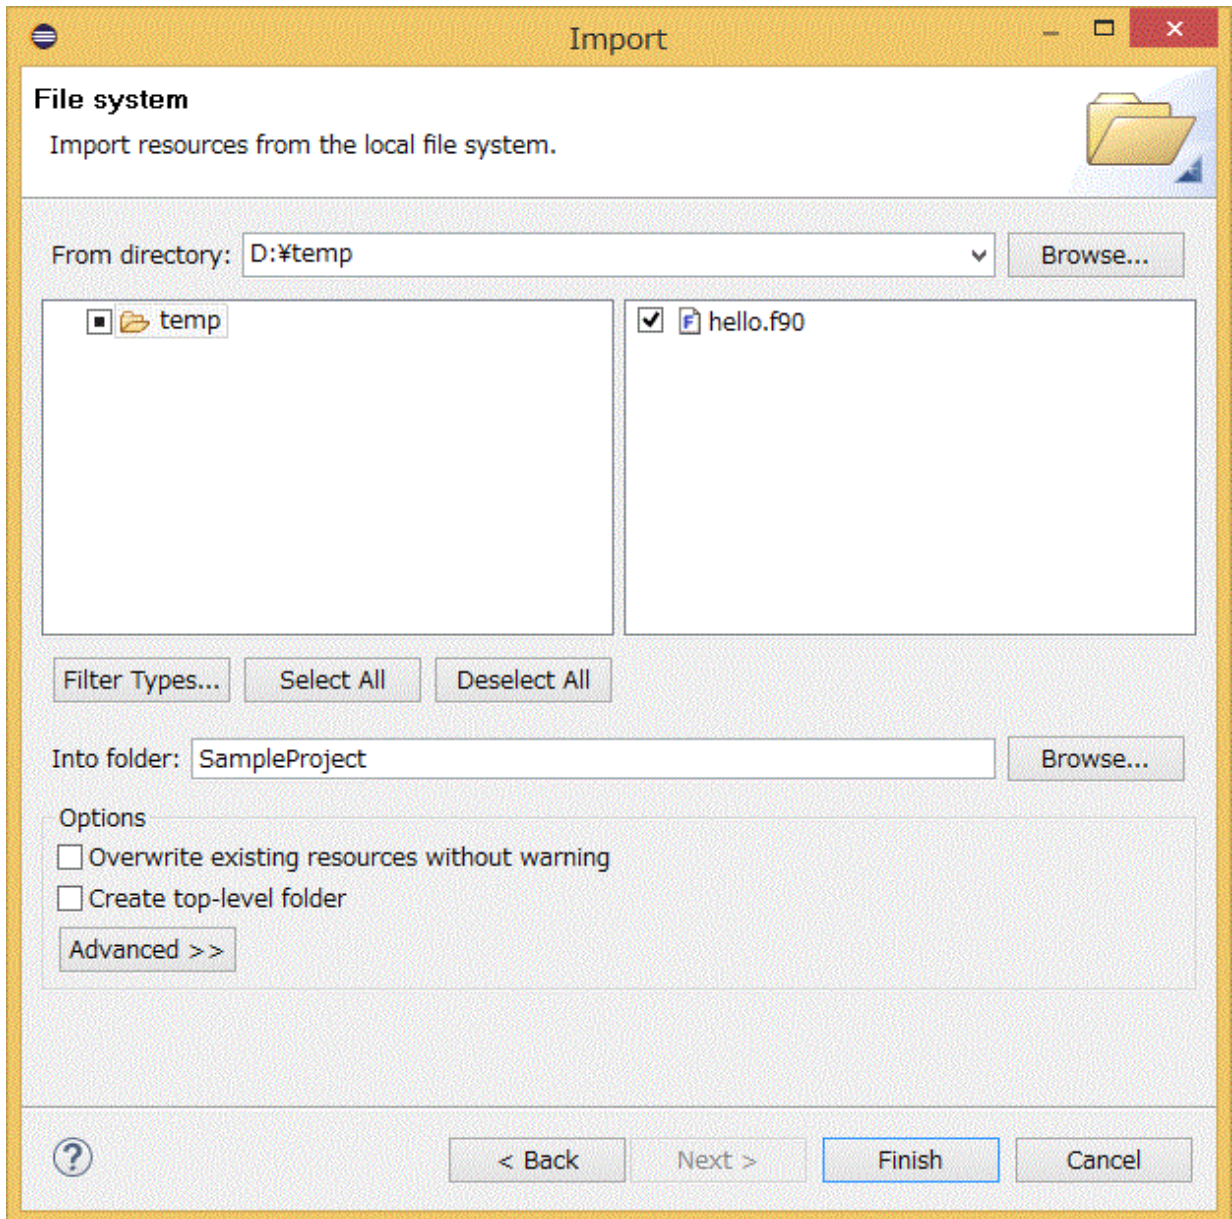 Import
File system
Import resources from the local file system.
From directory: D:¥temp Browse...
temp
hello.f90
Filter Types... Select All Deselect All
Into folder: SampleProject Browse...
Options
Overwrite existing resources without warning
Create top-level folder
Advanced >>
< Back Next > Finish Cancel